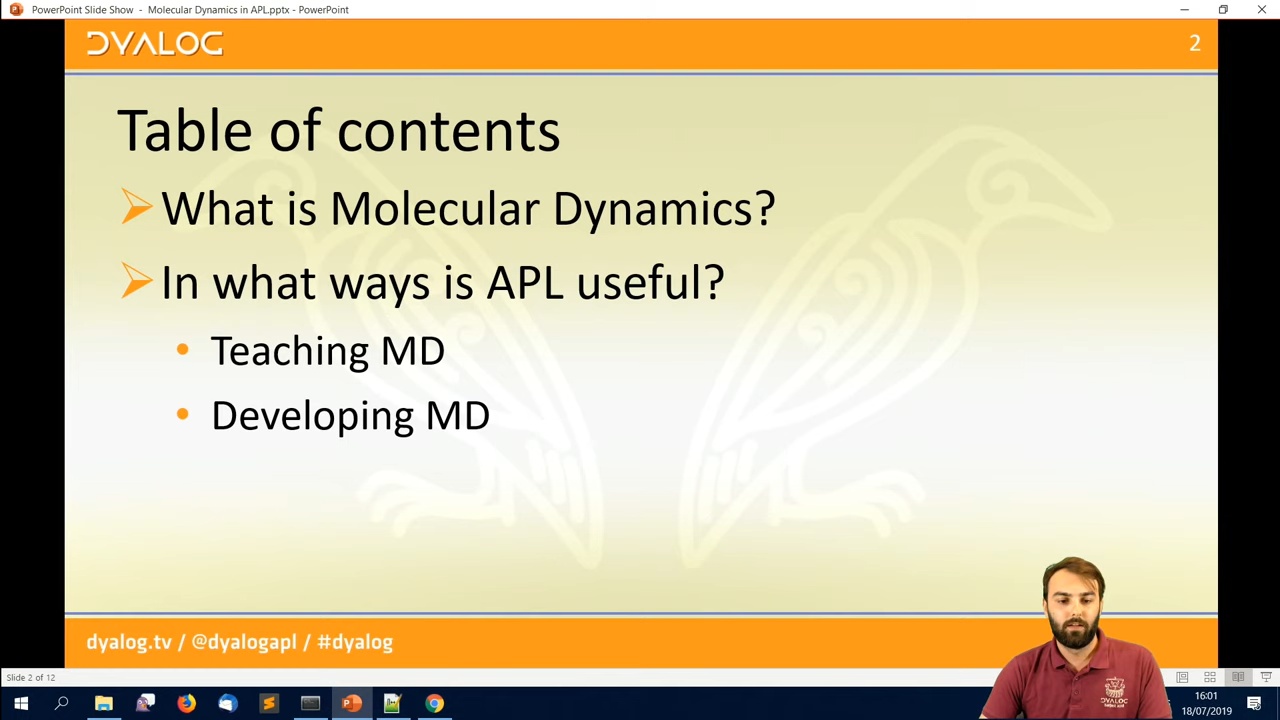 PowerPoint Slide Show - Molecular Dynamics in APL.pptx - PowerPoint
DYALOG
2
Table of contents
What is Molecular Dynamics?
In what ways is APL useful?
Teaching MD
Developing MD
dyalog.tv / @dyalogapl / #dyalog
Slide 2 of 12
16:01
18/07/2019